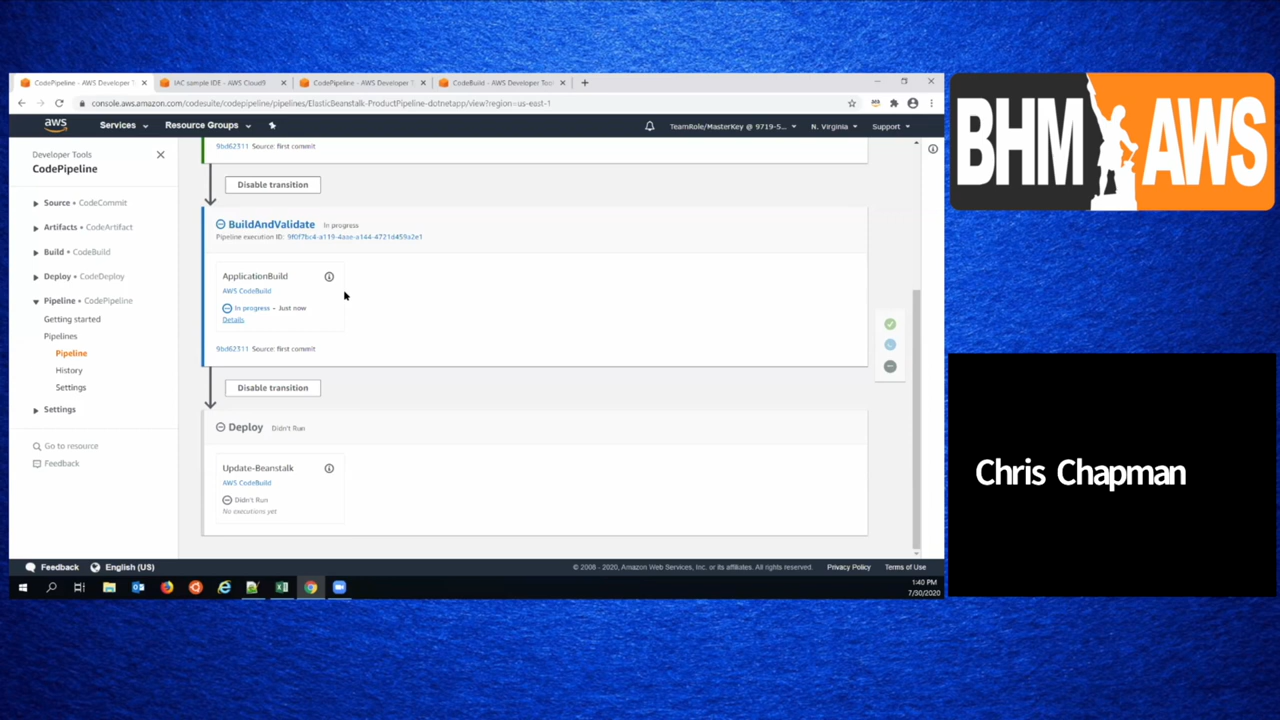 CodePipeline - AWS Developer T
IAC sample IDE - AWS Cloud9
CodePipeline - AWS Developer T
CodeBuild - AWS Developer Tool
console.aws.amazon.com/codesuite/codepipeline/pipelines/ElasticBeanstalk-ProductPipeline-dotnetapp/view?region=us-east-1
aws
Services
Resource Groups
TeamRole/MasterKey @ 9719-5...
N. Virginia
Support
Developer Tools
CodePipeline
Source • CodeCommit
Artifacts • CodeArtifact
Build • CodeBuild
Deploy • CodeDeploy
Pipeline • CodePipeline
Getting started
Pipelines
Pipeline
History
Settings
Settings
Go to resource
Feedback
9bd62311 Source: first commit
Disable transition
BuildAndValidate In progress
Pipeline execution ID:
ApplicationBuild
AWS CodeBuild
In progress - Just now
Details
9bd62311 Source: first commit
Disable transition
Deploy Didn't Run
Update-Beanstalk
AWS CodeBuild
Didn't Run
No executions yet
Feedback
English (US)
© 2008 - 2020, Amazon Web Services, Inc. or its affiliates. All rights reserved.
Privacy Policy
Terms of Use
1:40 PM
7/30/2020
BHM AWS
Chris Chapman